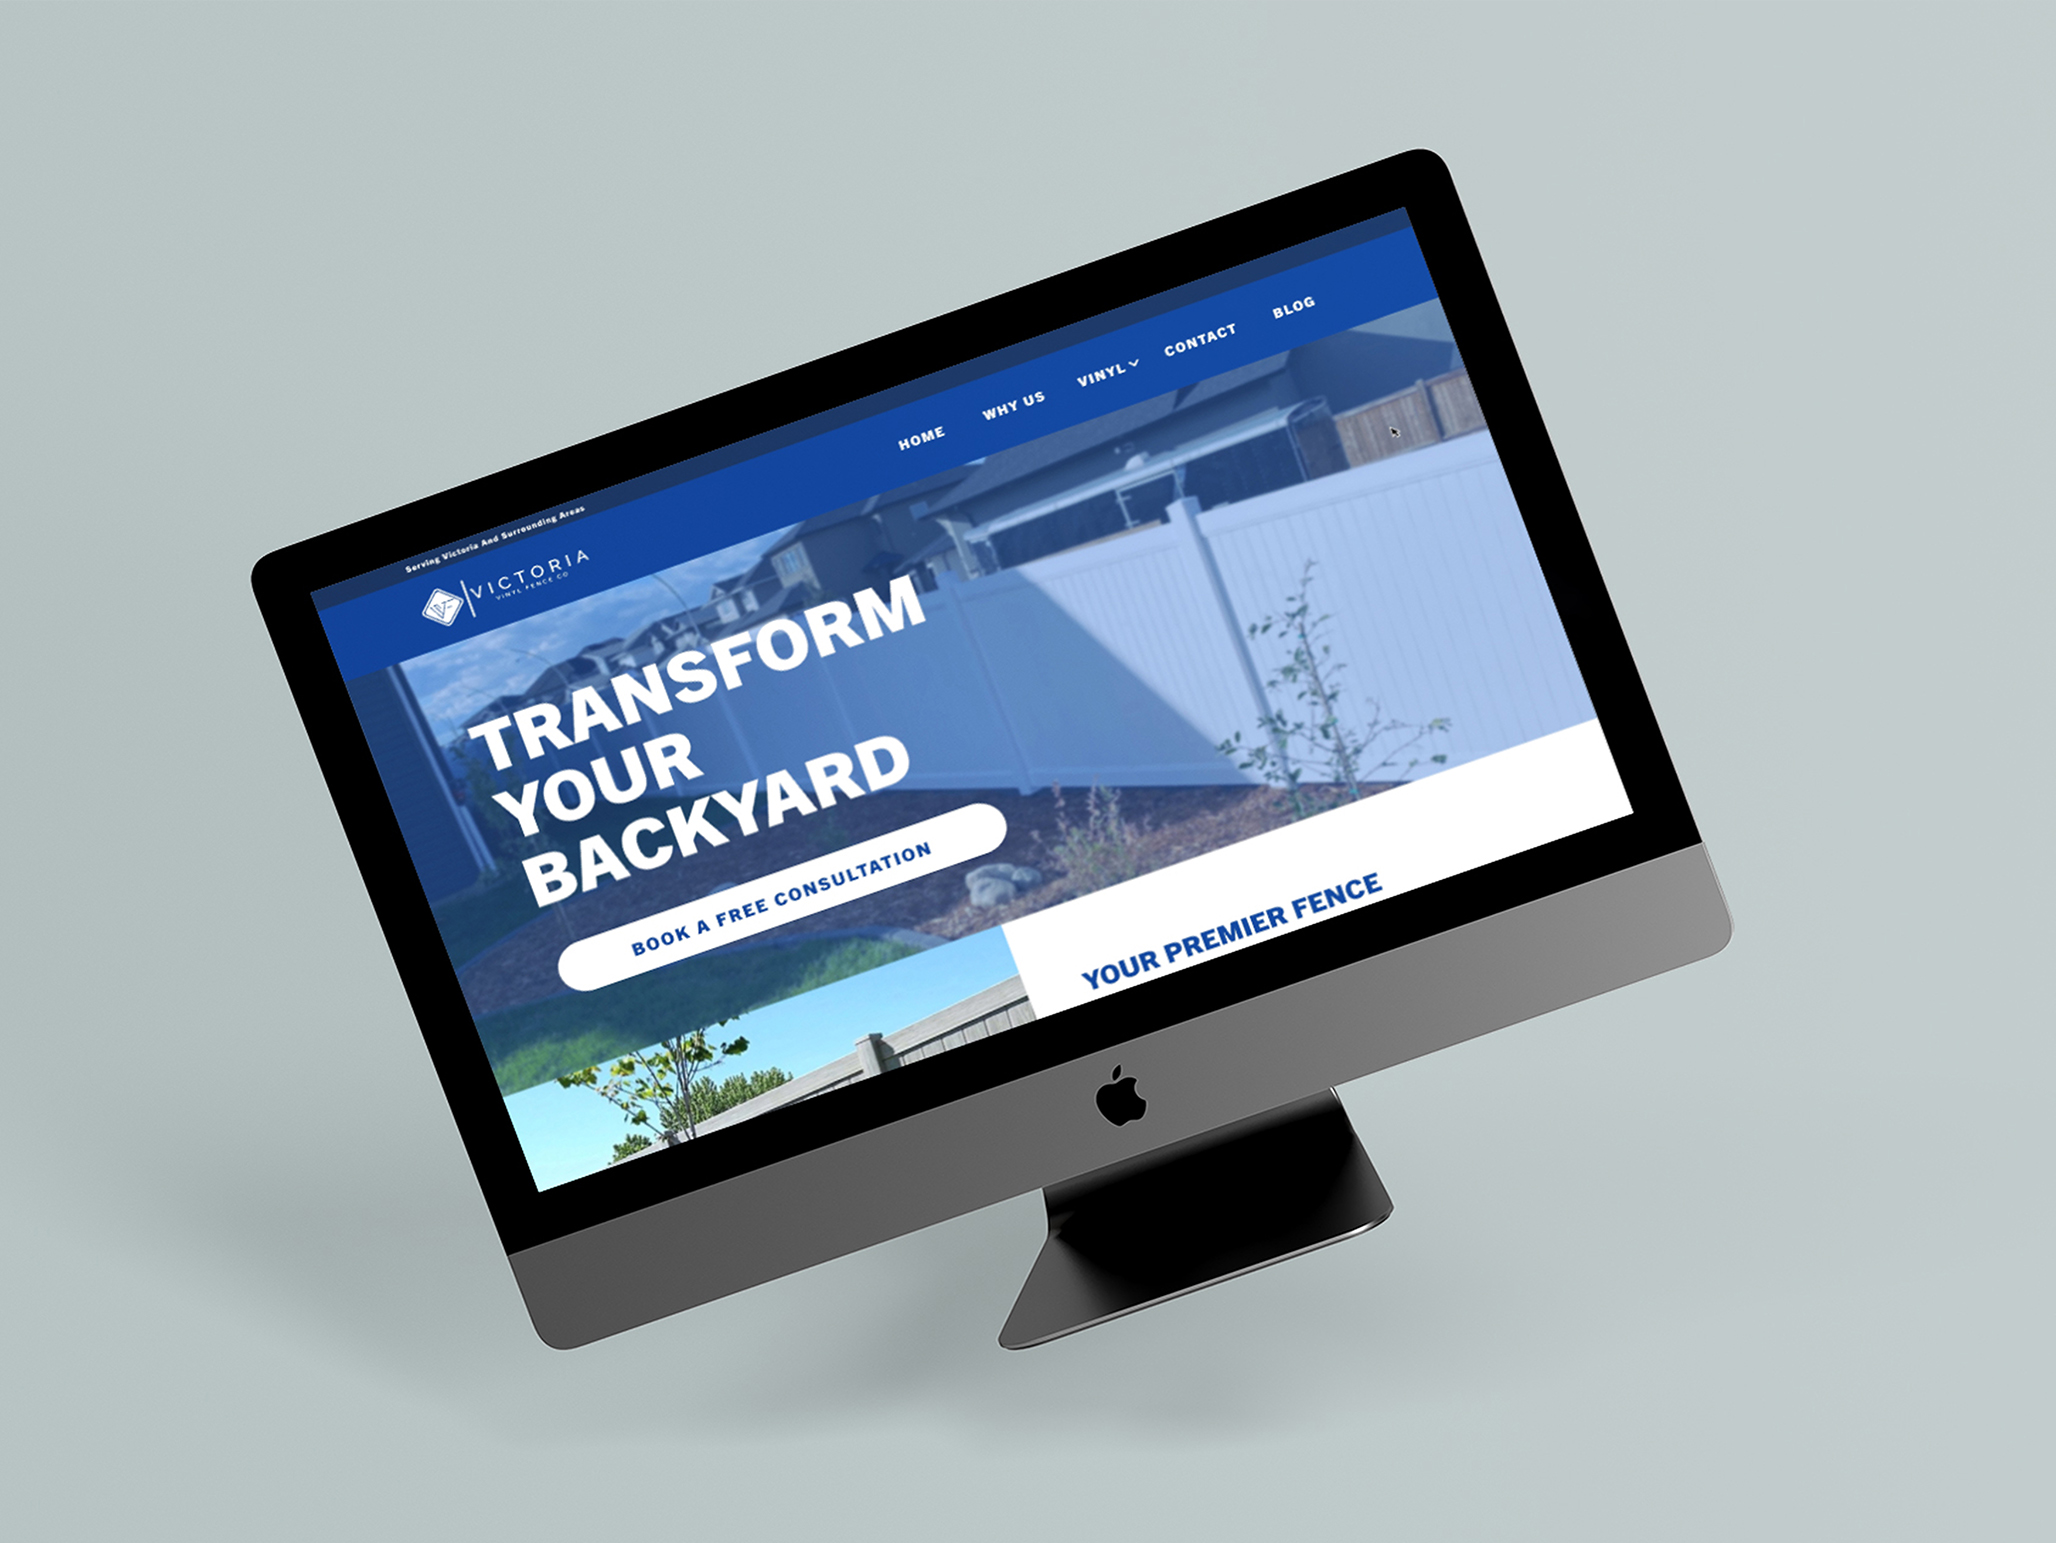 Serving Victoria And Surrounding Areas
VICTORIA
VINYL FENCE CO
HOME
WHY US
VINYL
CONTACT
BLOG
TRANSFORM
YOUR
BACKYARD
BOOK A FREE CONSULTATION
YOUR PREMIER FENCE